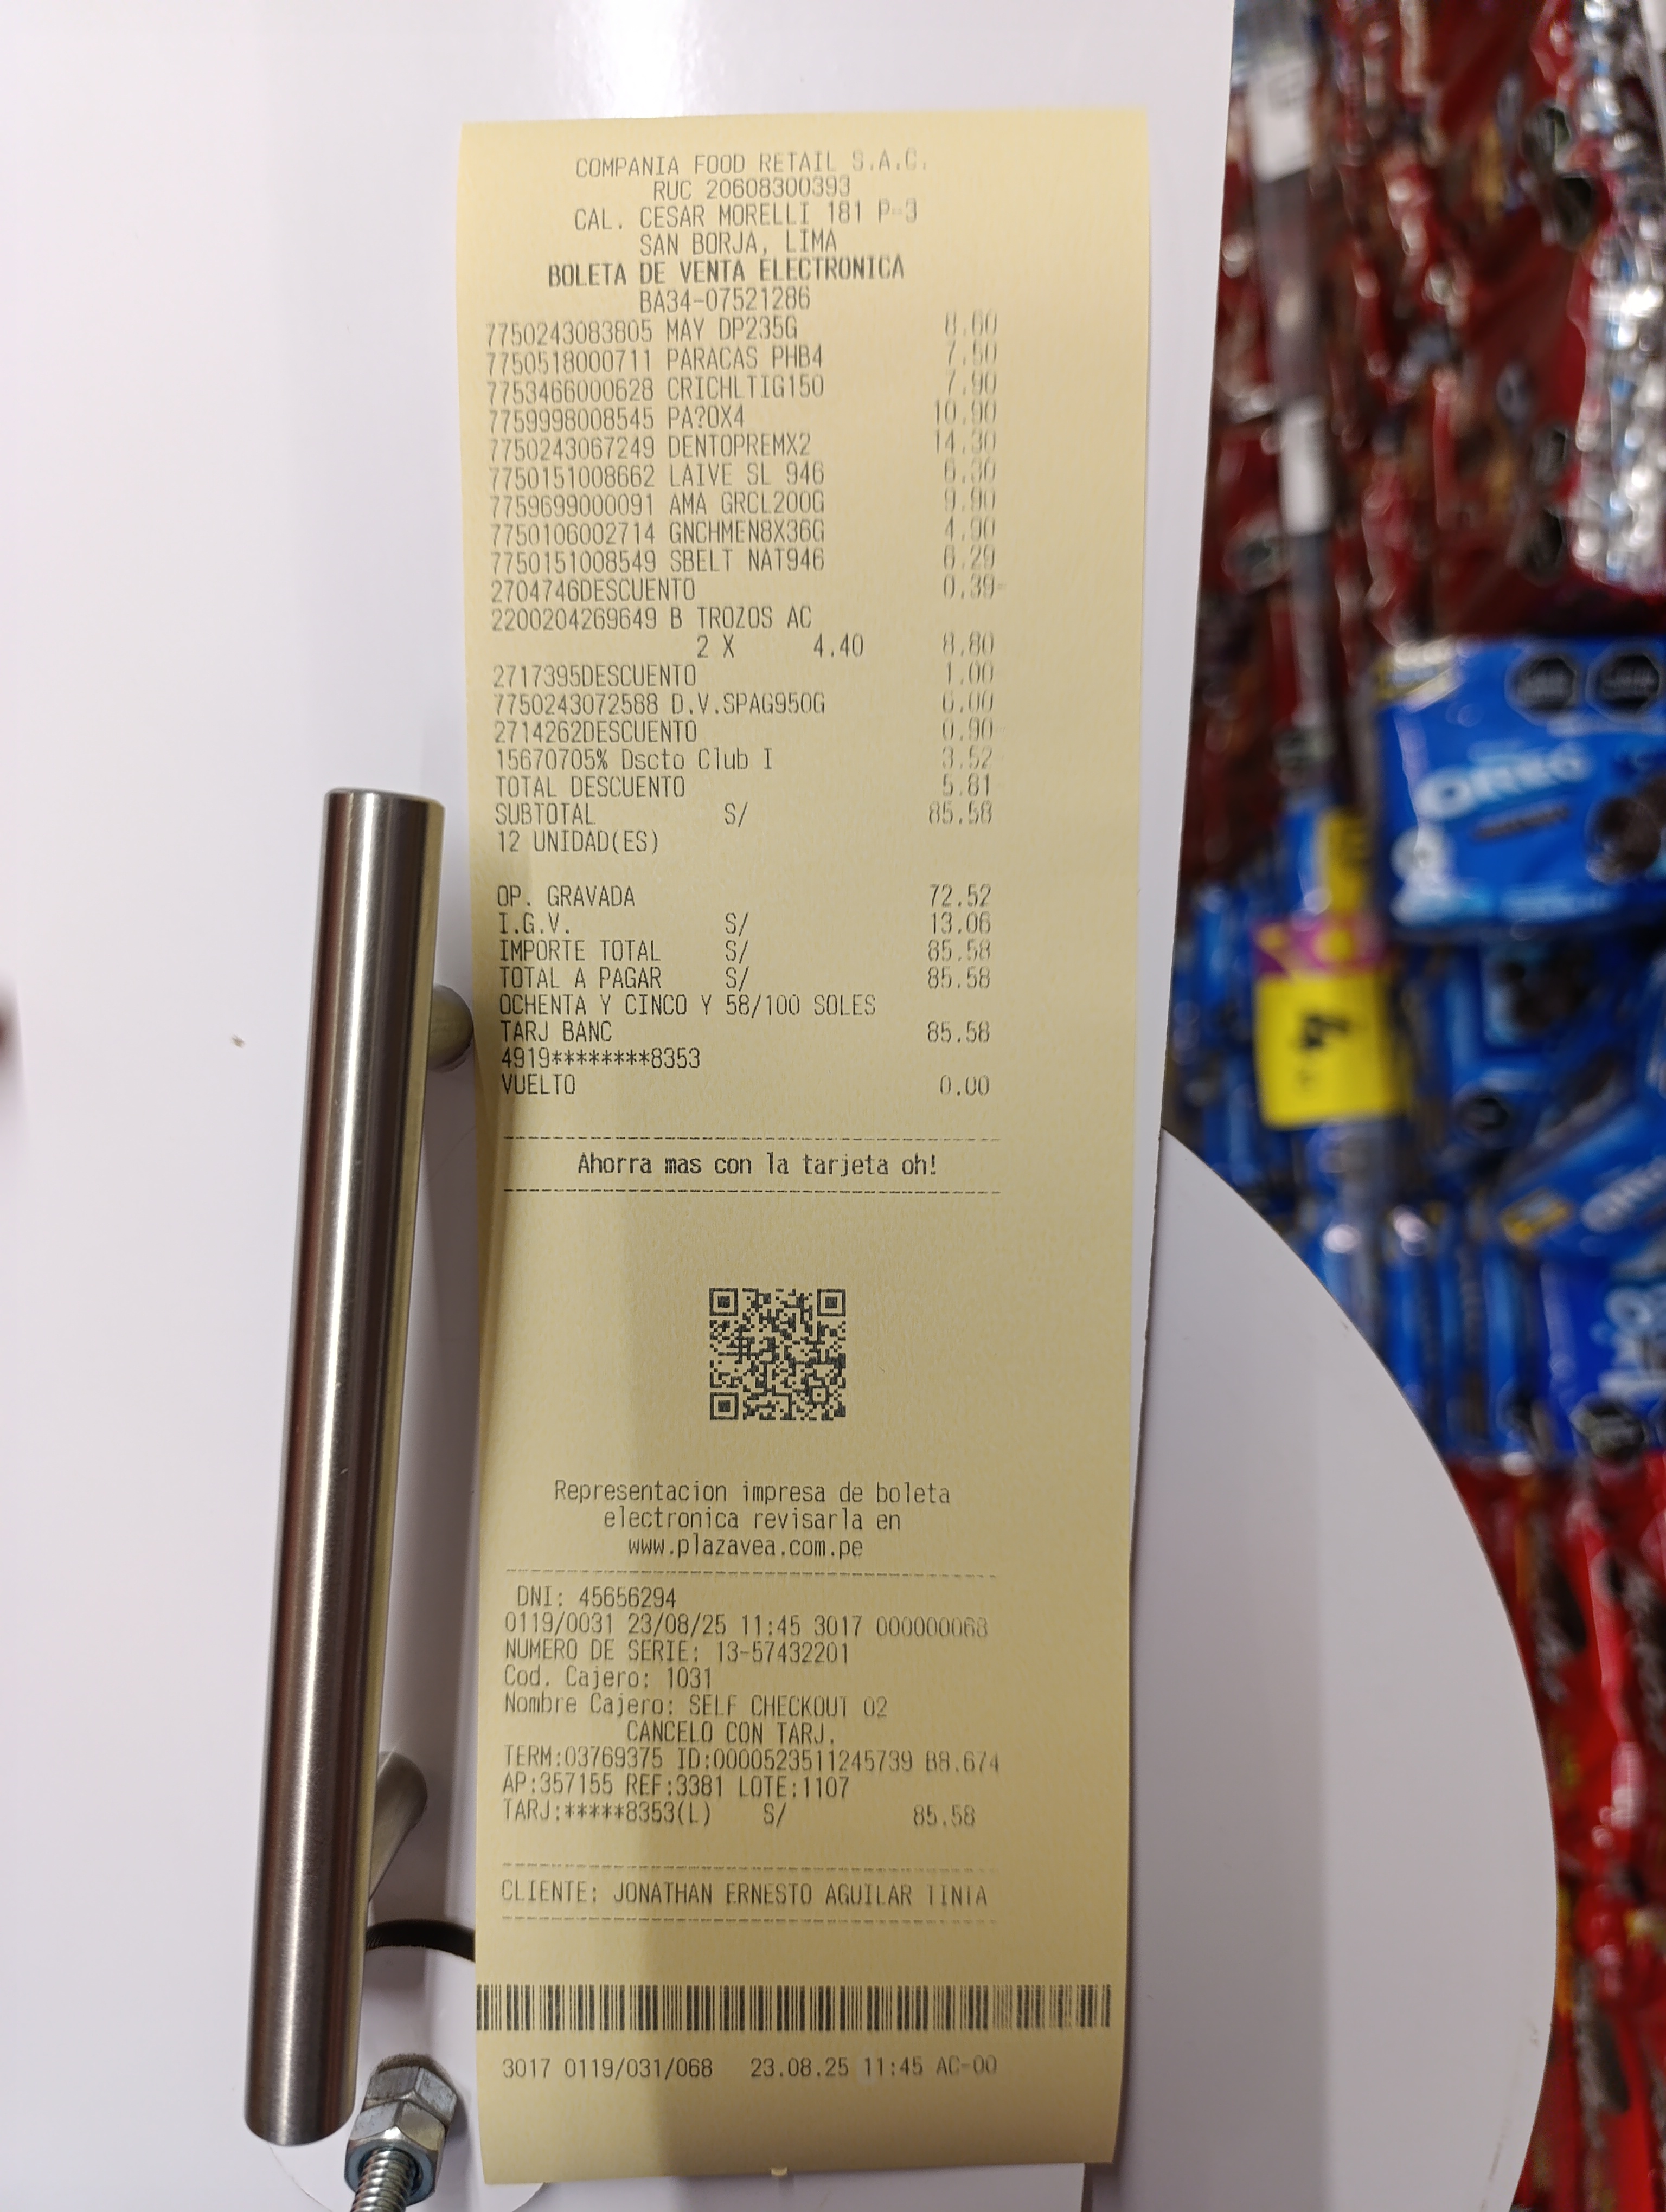 COMPANIA FOOD RETAIL S.A.C.
RUC 20608300393
CAL. CESAR MORELLI 181 P-3
SAN BORJA, LIMA
BOLETA DE VENTA ELECTRONICA
BA34-07521286
7750243083805 MAY DP235G 8.60
7750518000711 PARACAS PHB4 7.50
7753466000628 CRICHLTIG150 7.90
7759998008545 PA?OX4 10.90
7750243067249 DENTOPREMX2 14.30
7750151008662 LAIVE SL 946 6.30
7759699000091 AMA GRCL200G 9.90
7750106002714 GNCHMEN8X36G 4.90
7750151008549 SBELT NAT946 6.29
2704746DESCUENTO 0.39-
2200204269649 B TROZOS AC
2 X 4.40 8.80
2717395DESCUENTO 1.00
7750243072588 D.V.SPAG950G 6.00
2714262DESCUENTO 0.90-
15670705% Dscto Club I 3.52
TOTAL DESCUENTO 5.81
SUBTOTAL S/ 85.58
12 UNIDAD(ES)
OP. GRAVADA 72.52
I.G.V. S/ 13.06
IMPORTE TOTAL S/ 85.58
TOTAL A PAGAR S/ 85.58
OCHENTA Y CINCO Y 58/100 SOLES
TARJ BANC 85.58
4919********8353
VUELTO 0.00
Ahorra mas con la tarjeta oh!
Representacion impresa de boleta
electronica revisarla en
www.plazavea.com.pe
DNI: 45656294
0119/0031 23/08/25 11:45 3017 000000068
NUMERO DE SERIE: 13-57432201
Cod. Cajero: 1031
Nombre Cajero: SELF CHECKOUT 02
CANCELO CON TARJ.
TERM:03769375 ID:0000523511245739 B8.674
AP:357155 REF:3381 LOTE:1107
TARJ:*****8353(L) S/ 85.58
CLIENTE: JONATHAN ERNESTO AGUILAR TINTA
3017 0119/031/068 23.08.25 11:45 AC-00
OREO